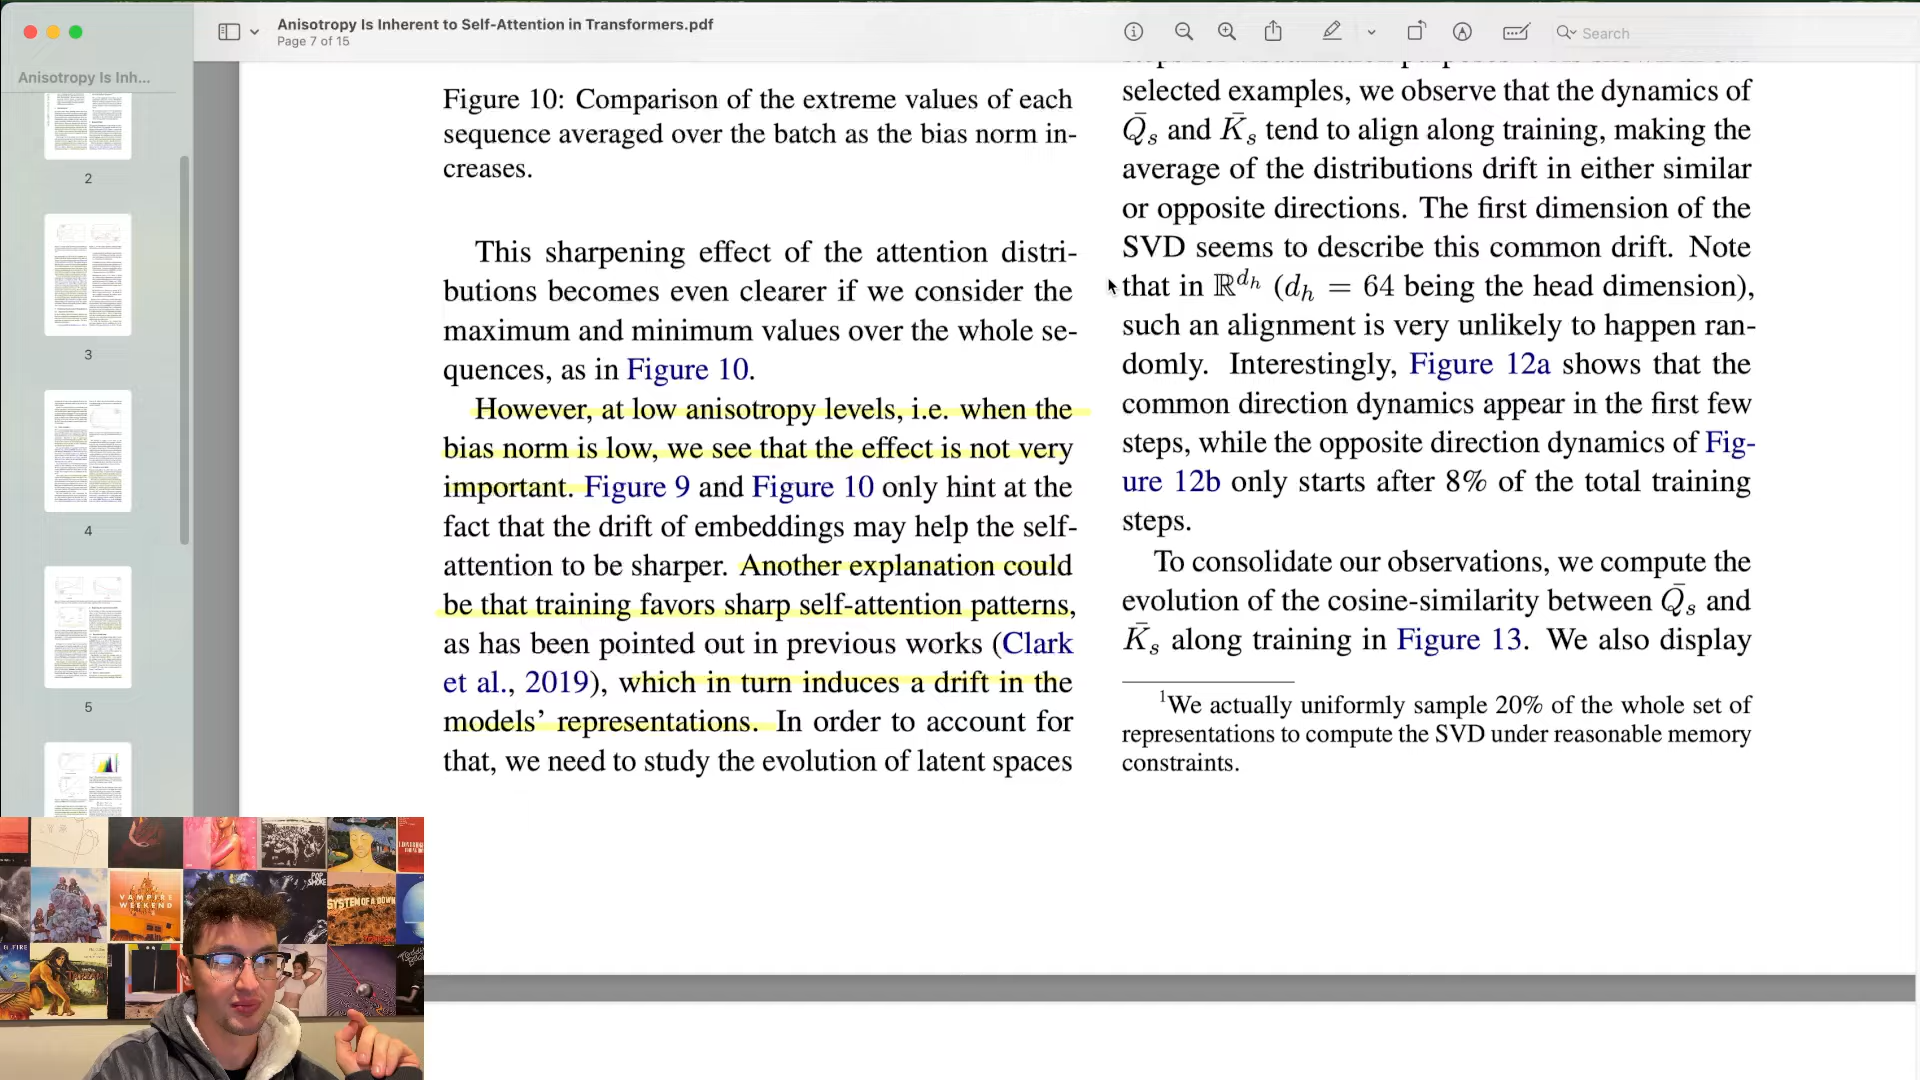 Anisotropy Is Inherent to Self-Attention in Transformers.pdf
Page 7 of 15
Search
Anisotropy Is Inh...
2
3
4
5
Figure 10: Comparison of the extreme values of each
sequence averaged over the batch as the bias norm in-
creases.
This sharpening effect of the attention distri-
butions becomes even clearer if we consider the
maximum and minimum values over the whole se-
quences, as in Figure 10.
However, at low anisotropy levels, i.e. when the
bias norm is low, we see that the effect is not very
important. Figure 9 and Figure 10 only hint at the
fact that the drift of embeddings may help the self-
attention to be sharper. Another explanation could
be that training favors sharp self-attention patterns,
as has been pointed out in previous works (Clark
et al., 2019), which in turn induces a drift in the
models’ representations. In order to account for
that, we need to study the evolution of latent spaces
selected examples, we observe that the dynamics of
Q̄ₛ and K̄ₛ tend to align along training, making the
average of the distributions drift in either similar
or opposite directions. The first dimension of the
SVD seems to describe this common drift. Note
that in ℝ^{d_h} (d_h = 64 being the head dimension),
such an alignment is very unlikely to happen ran-
domly. Interestingly, Figure 12a shows that the
common direction dynamics appear in the first few
steps, while the opposite direction dynamics of Fig-
ure 12b only starts after 8% of the total training
steps.
To consolidate our observations, we compute the
evolution of the cosine-similarity between Q̄ₛ and
K̄ₛ along training in Figure 13. We also display
¹We actually uniformly sample 20% of the whole set of
representations to compute the SVD under reasonable memory
constraints.
VAMPIRE
WEEKEND
POP
SMOKE
SYSTEM OF A DOWN
TARZAN